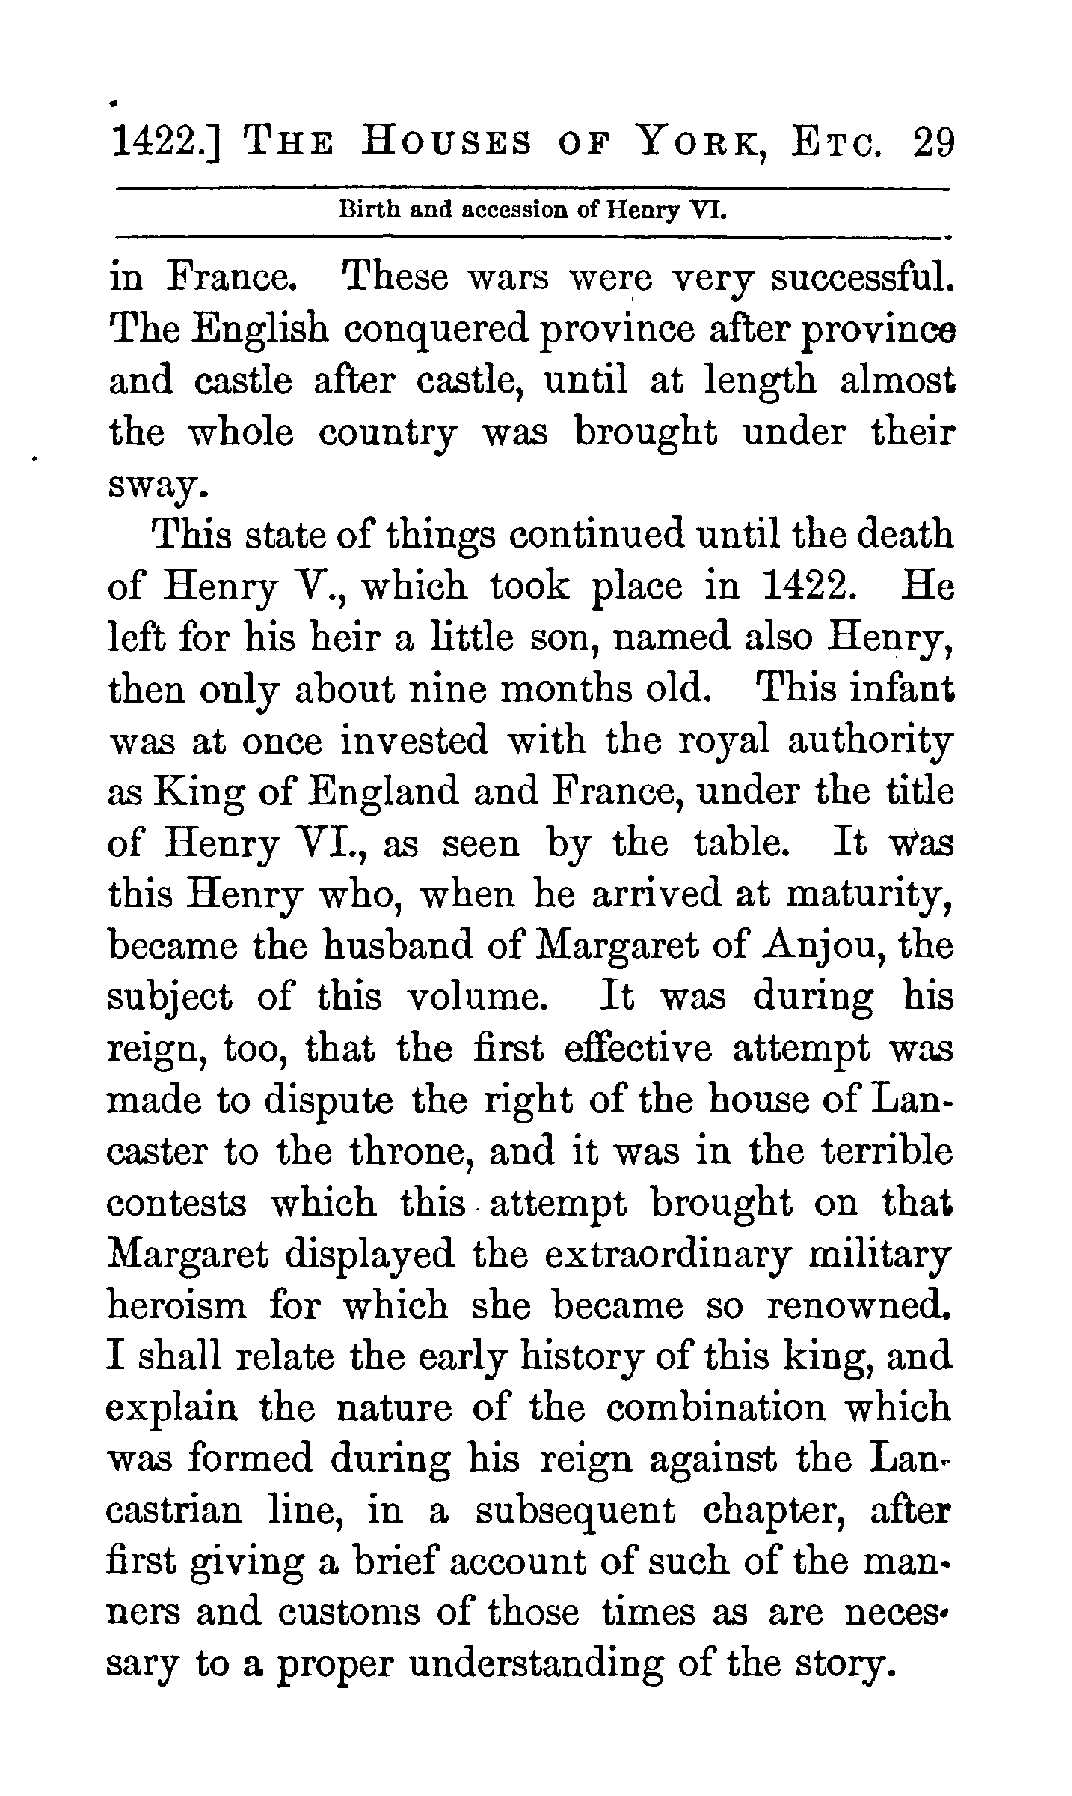 1422.] The Houses of York, Etc. 29
Birth and accession of Henry VI.
in France. These wars were very successful.
The English conquered province after province
and castle after castle, until at length almost
the whole country was brought under their
sway.
This state of things continued until the death
of Henry V., which took place in 1422. He
left for his heir a little son, named also Henry,
then only about nine months old. This infant
was at once invested with the royal authority
as King of England and France, under the title
of Henry VI., as seen by the table. It was
this Henry who, when he arrived at maturity,
became the husband of Margaret of Anjou, the
subject of this volume. It was during his
reign, too, that the first effective attempt was
made to dispute the right of the house of Lan-
caster to the throne, and it was in the terrible
contests which this attempt brought on that
Margaret displayed the extraordinary military
heroism for which she became so renowned.
I shall relate the early history of this king, and
explain the nature of the combination which
was formed during his reign against the Lan-
castrian line, in a subsequent chapter, after
first giving a brief account of such of the man-
ners and customs of those times as are neces-
sary to a proper understanding of the story.